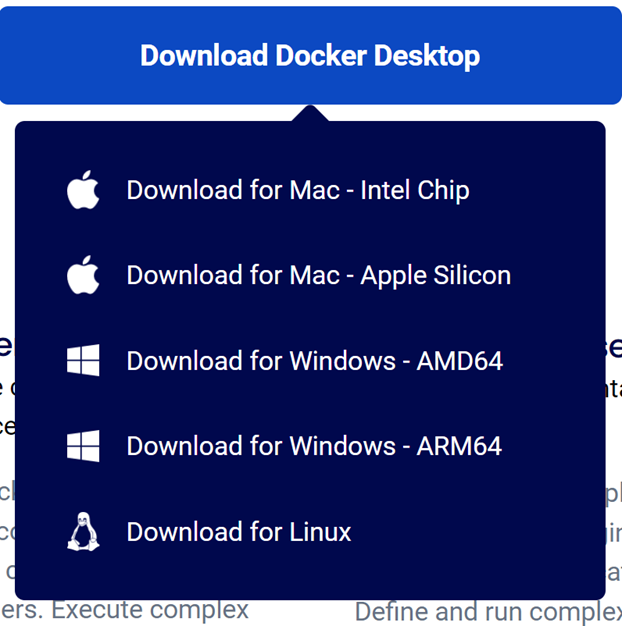 Download Docker Desktop
Download for Mac - Intel Chip
Download for Mac - Apple Silicon
Download for Windows - AMD64
Download for Windows - ARM64
Download for Linux
ers. Execute complex
Define and run complex